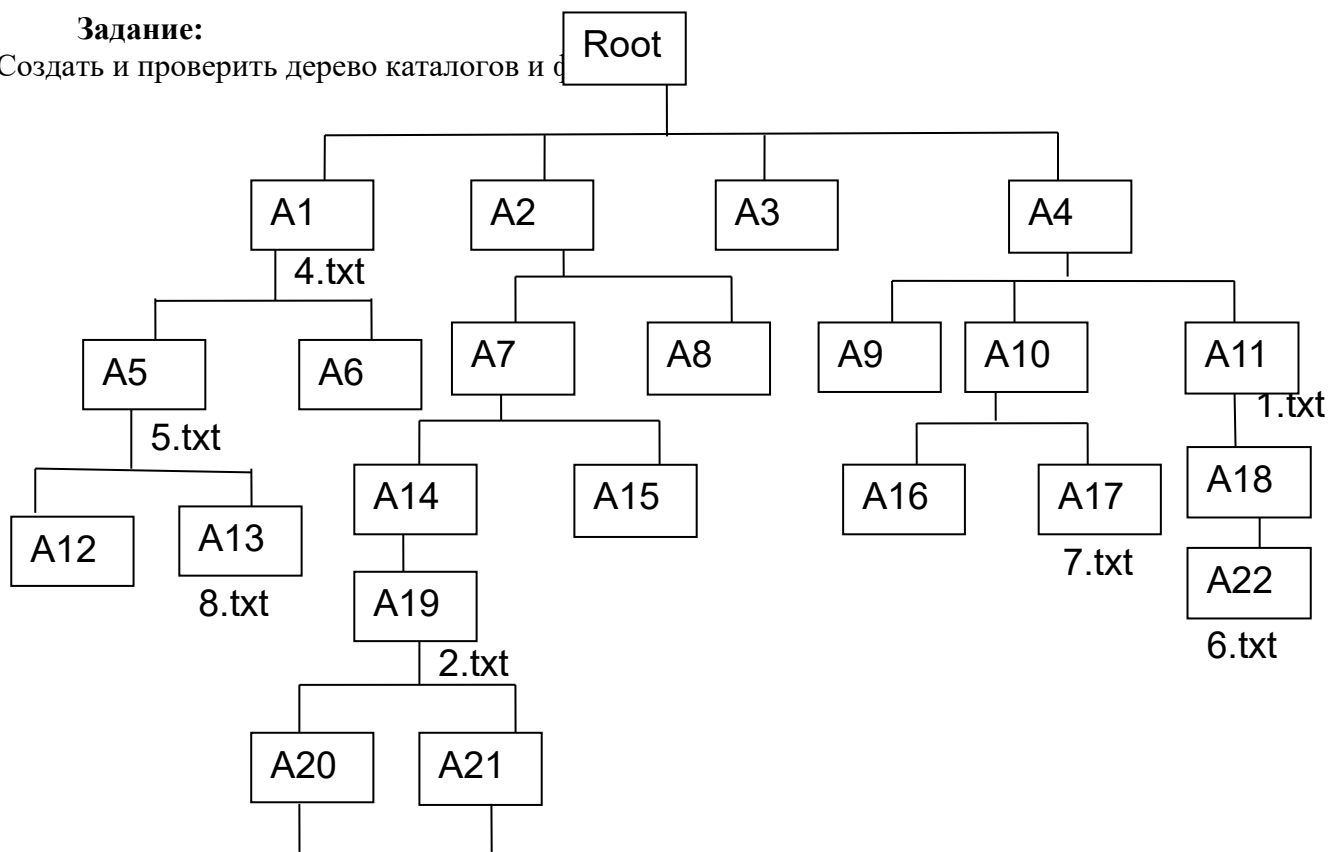 Задание:
Root
Создать и проверить дерево каталогов и
A1
A2
A3
A4
4.txt
A5
A6
A7
A8
A9
A10
A11
1.txt
5.txt
A12
A13
A14
A15
A16
A17
A18
8.txt
A19
7.txt
A22
2.txt
6.txt
A20
A21